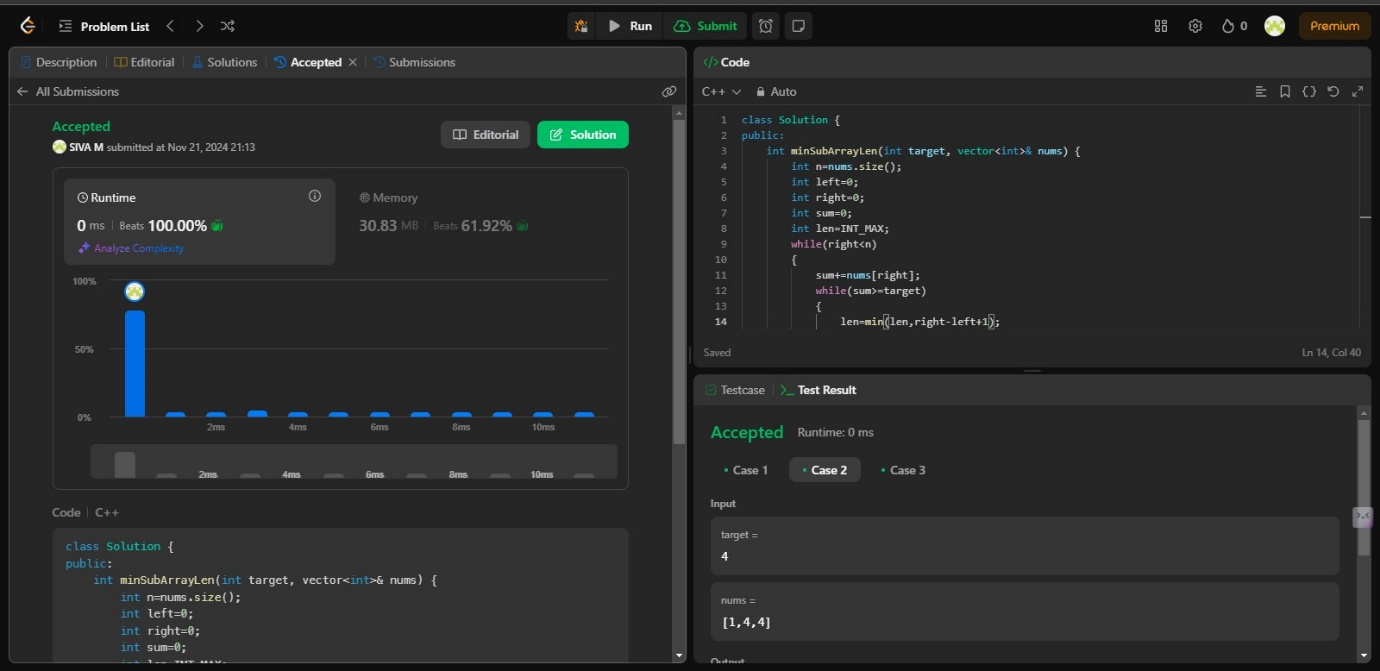 Problem List
Run
Submit
0
Premium
Description
Editorial
Solutions
Accepted
Submissions
All Submissions
Accepted
SIVA M submitted at Nov 21, 2024 21:13
Editorial
Solution
Runtime
0 ms | Beats 100.00%
Analyze Complexity
Memory
30.83 MB | Beats 61.92%
100%
50%
0%
2ms 4ms 6ms 8ms 10ms
2ms 4ms 6ms 8ms 10ms
Code | C++
class Solution {
public:
int minSubArrayLen(int target, vector<int>& nums) {
int n=nums.size();
int left=0;
int right=0;
int sum=0;
int len=INT_MAX;
</> Code
C++
Auto
1 class Solution {
2 public:
3 int minSubArrayLen(int target, vector<int>& nums) {
4 int n=nums.size();
5 int left=0;
6 int right=0;
7 int sum=0;
8 int len=INT_MAX;
9 while(right<n)
10 {
11 sum+=nums[right];
12 while(sum>=target)
13 {
14 len=min(len,right-left+1);
Saved
Ln 14, Col 40
Testcase
>_ Test Result
Accepted Runtime: 0 ms
• Case 1
• Case 2
• Case 3
Input
target =
4
nums =
[1,4,4]
Output